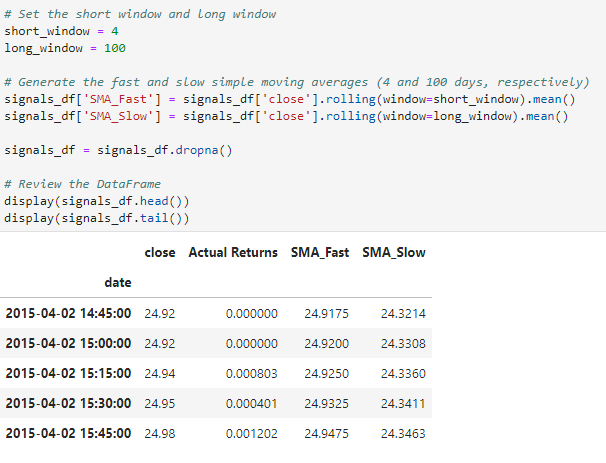 # Set the short window and long window
short_window = 4
long_window = 100
# Generate the fast and slow simple moving averages (4 and 100 days, respectively)
signals_df['SMA_Fast'] = signals_df['close'].rolling(window=short_window).mean()
signals_df['SMA_Slow'] = signals_df['close'].rolling(window=long_window).mean()
signals_df = signals_df.dropna()
# Review the DataFrame
display(signals_df.head())
display(signals_df.tail())
close Actual Returns SMA_Fast SMA_Slow
date
2015-04-02 14:45:00 24.92 0.000000 24.9175 24.3214
2015-04-02 15:00:00 24.92 0.000000 24.9200 24.3308
2015-04-02 15:15:00 24.94 0.000803 24.9250 24.3360
2015-04-02 15:30:00 24.95 0.000401 24.9325 24.3411
2015-04-02 15:45:00 24.98 0.001202 24.9475 24.3463